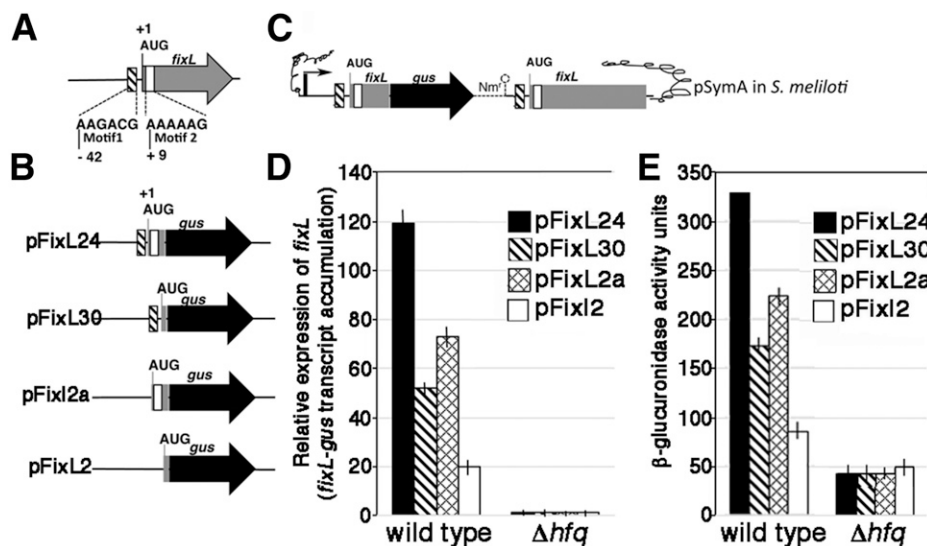 A
+1
AUG
fixL
AAGACG AAAAAG
Motif1 Motif 2
- 42 + 9
B
+1
AUG
gus
pFixL24
AUG
gus
pFixL30
AUG
gus
pFixl2a
AUG
gus
pFixL2
C
AUG fixL gus Nmr AUG fixL
pSymA in S. meliloti
D
Relative expression of fixL
(fixL-gus transcript accumulation)
140
120
100
80
60
40
20
0
pFixL24
pFixL30
pFixL2a
pFixl2
wild type Δhfq
E
β-glucuronidase activity units
350
300
250
200
150
100
50
0
pFixL24
pFixL30
pFixL2a
pFixl2
wild type Δhfq